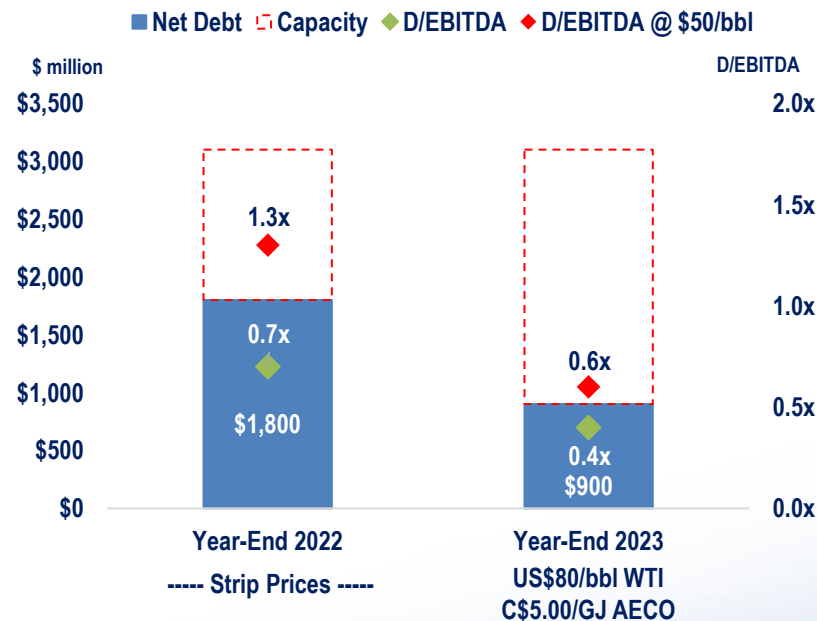 Net Debt Capacity D/EBITDA D/EBITDA @ $50/bbl
$ million
D/EBITDA
$3,500
$3,000
$2,500
$2,000
$1,500
$1,000
$500
$0
2.0x
1.5x
1.0x
0.5x
0.0x
1.3x
0.7x
$1,800
0.6x
0.4x
$900
Year-End 2022
Year-End 2023
----- Strip Prices -----
US$80/bbl WTI
C$5.00/GJ AECO